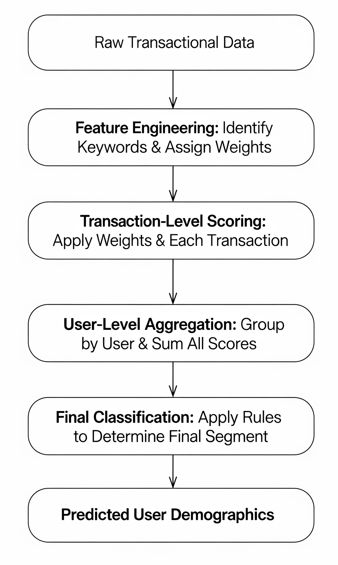 Raw Transactional Data
Feature Engineering: Identify
Keywords & Assign Weights
Transaction-Level Scoring:
Apply Weights & Each Transaction
User-Level Aggregation: Group
by User & Sum All Scores
Final Classification: Apply Rules
to Determine Final Segment
Predicted User Demographics